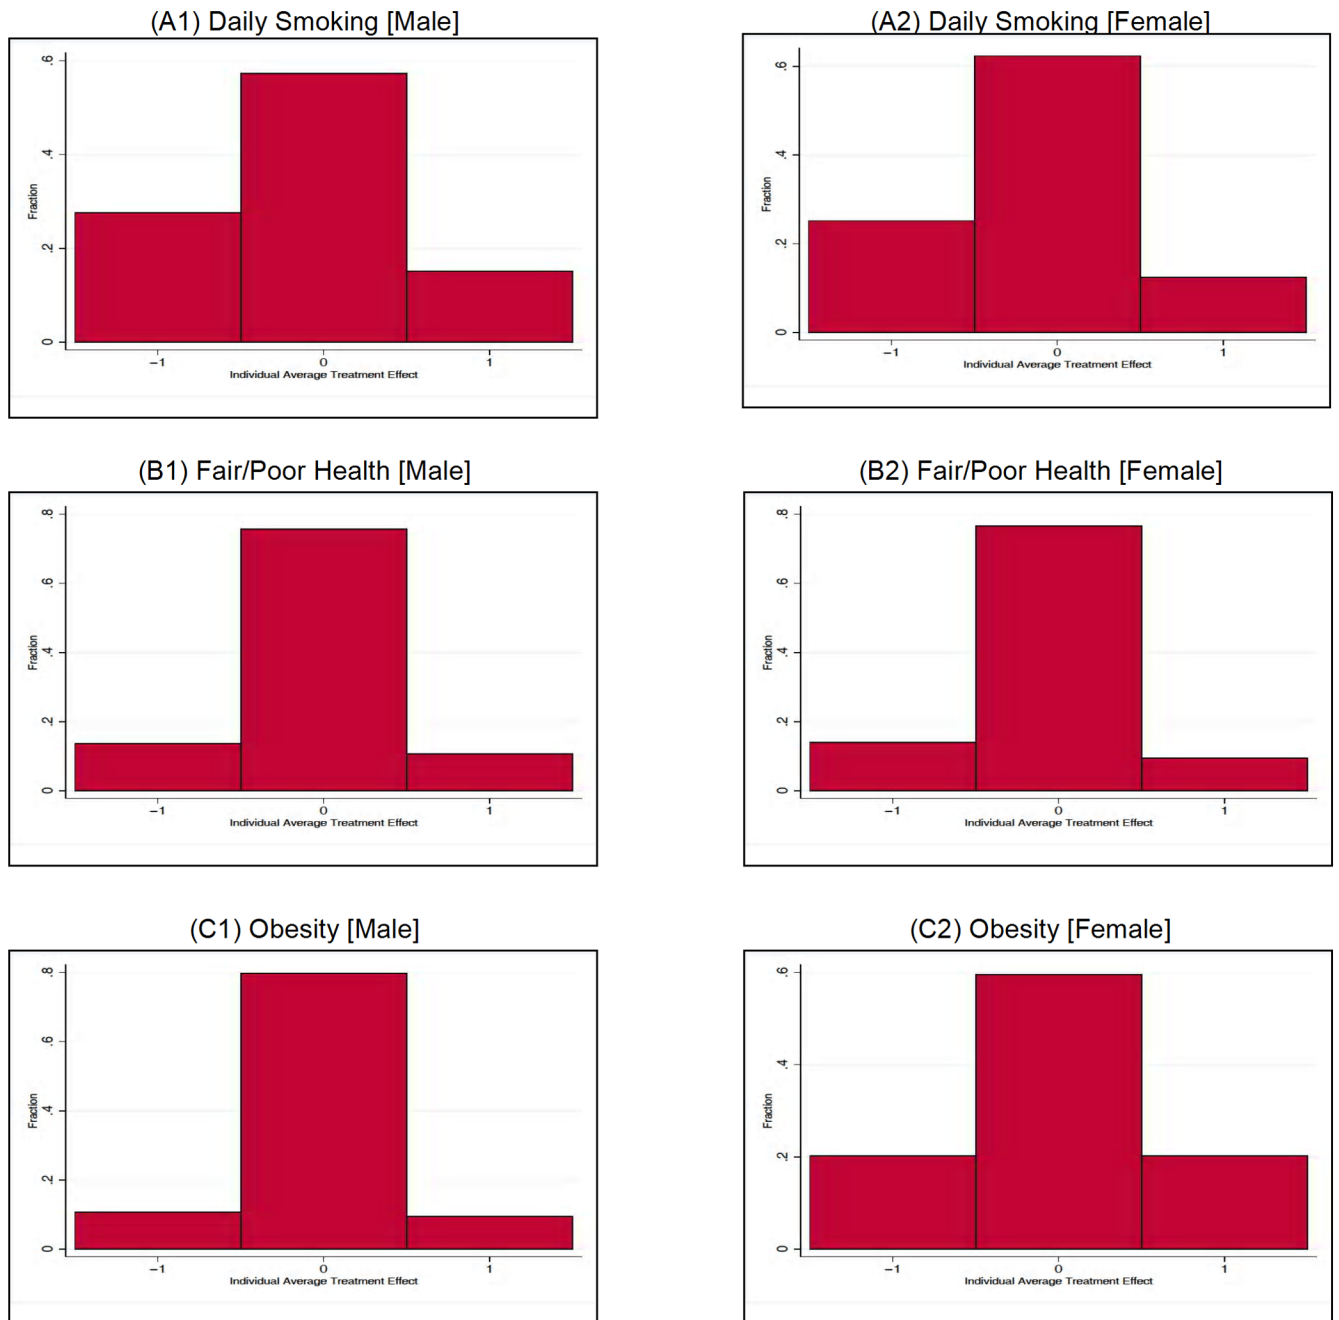 (A1) Daily Smoking [Male]
.6
.4
.2
0
Fraction
−1 0 1
Individual Average Treatment Effect
(A2) Daily Smoking [Female]
.6
.4
.2
0
Fraction
−1 0 1
Individual Average Treatment Effect
(B1) Fair/Poor Health [Male]
.8
.6
.4
.2
0
Fraction
−1 0 1
Individual Average Treatment Effect
(B2) Fair/Poor Health [Female]
.8
.6
.4
.2
0
Fraction
−1 0 1
Individual Average Treatment Effect
(C1) Obesity [Male]
.8
.6
.4
.2
0
Fraction
−1 0 1
Individual Average Treatment Effect
(C2) Obesity [Female]
.6
.4
.2
0
Fraction
−1 0 1
Individual Average Treatment Effect